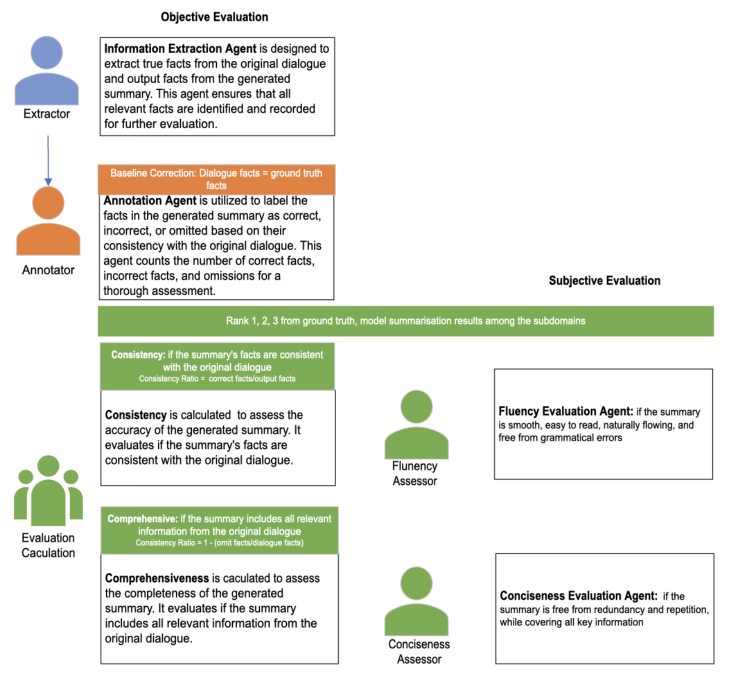 Objective Evaluation
Information Extraction Agent is designed to
extract true facts from the original dialogue
and output facts from the generated
summary. This agent ensures that all
relevant facts are identified and recorded
for further evaluation.
Extractor
Baseline Correction: Dialogue facts = ground truth
facts
Annotation Agent is utilized to label the
facts in the generated summary as correct,
incorrect, or omitted based on their
consistency with the original dialogue. This
agent counts the number of correct facts,
incorrect facts, and omissions for a
thorough assessment.
Annotator
Subjective Evaluation
Rank 1, 2, 3 from ground truth, model summarisation results among the subdomains
Consistency: if the summary's facts are consistent
with the original dialogue
Consistency Ratio = correct facts/output facts
Consistency is calculated to assess the
accuracy of the generated summary. It
evaluates if the summary's facts are
consistent with the original dialogue.
Flunency
Assessor
Fluency Evaluation Agent: if the summary
is smooth, easy to read, naturally flowing, and
free from grammatical errors
Evaluation
Caculation
Comprehensive: if the summary includes all relevant
information from the original dialogue
Consistency Ratio = 1 - (omit facts/dialogue facts)
Comprehensiveness is caculated to assess
the completeness of the generated
summary. It evaluates if the summary
includes all relevant information from the
original dialogue.
Conciseness
Assessor
Conciseness Evaluation Agent: if the
summary is free from redundancy and repetition,
while covering all key information